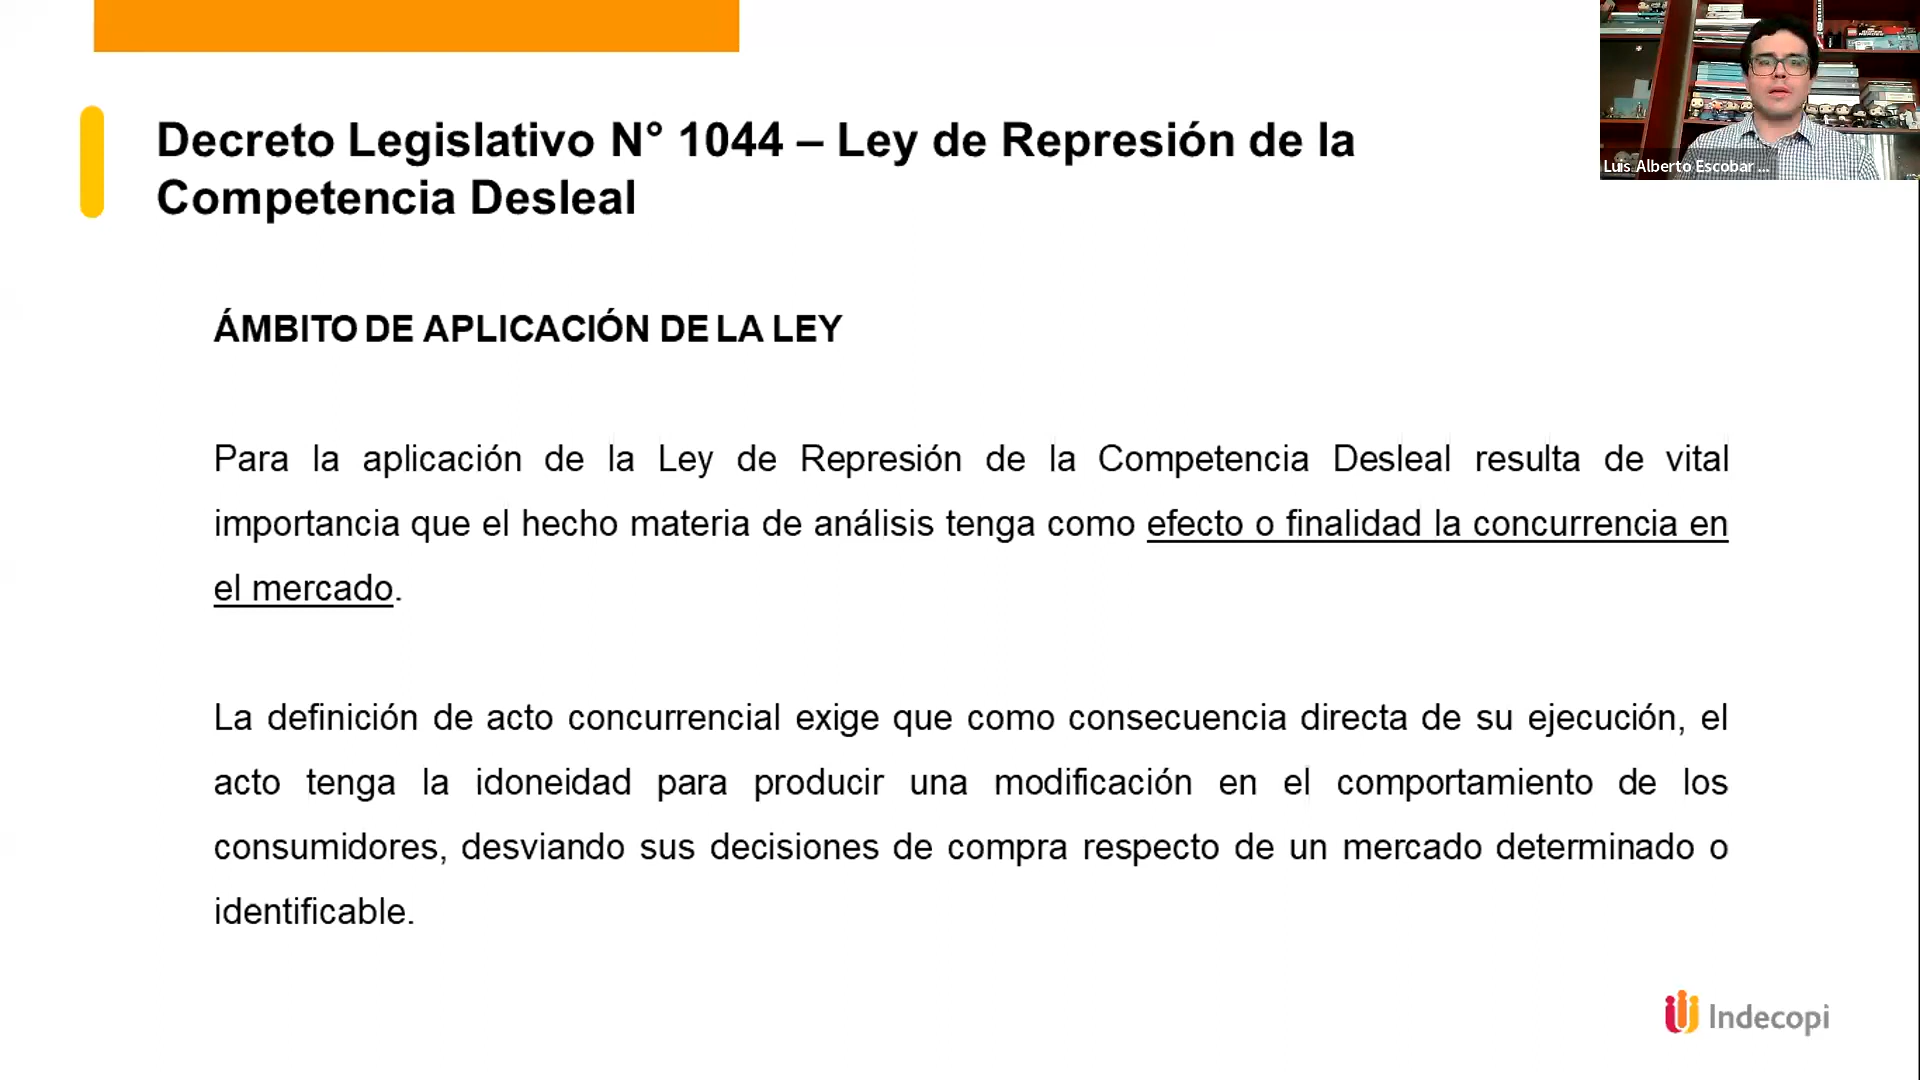 Decreto Legislativo N° 1044 – Ley de Represión de la
Competencia Desleal
Luis Alberto Escobar ...
ÁMBITO DE APLICACIÓN DE LA LEY
Para la aplicación de la Ley de Represión de la Competencia Desleal resulta de vital
importancia que el hecho materia de análisis tenga como efecto o finalidad la concurrencia en
el mercado.
La definición de acto concurrencial exige que como consecuencia directa de su ejecución, el
acto tenga la idoneidad para producir una modificación en el comportamiento de los
consumidores, desviando sus decisiones de compra respecto de un mercado determinado o
identificable.
Indecopi